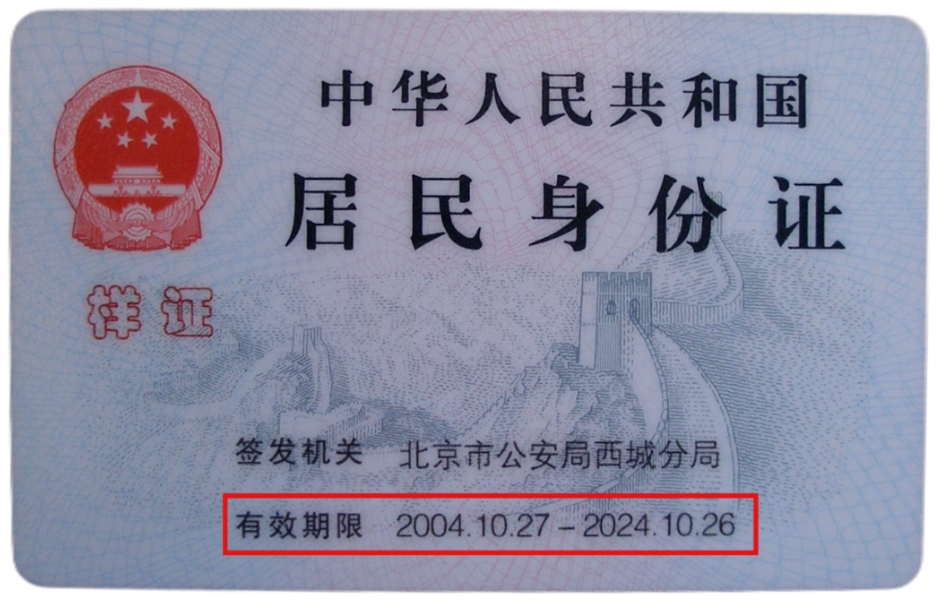 中华人民共和国
居民身份证
样证
签发机关 北京市公安局西城分局
有效期限 2004.10.27 – 2024.10.26